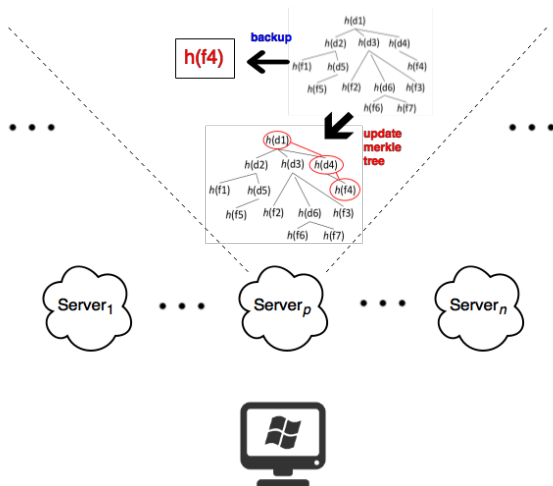 h(d1)
backup
h(d2) h(d3) h(d4)
h(f4)
h(f1) h(d5) h(f4)
h(f5) h(f2) h(d6) h(f3)
h(f6) h(f7)
update
merkle
tree
h(d1)
h(d2) h(d3) h(d4)
h(f1) h(d5) h(f4)
h(f5) h(f2) h(d6) h(f3)
h(f6) h(f7)
Server1 Serverp Servern